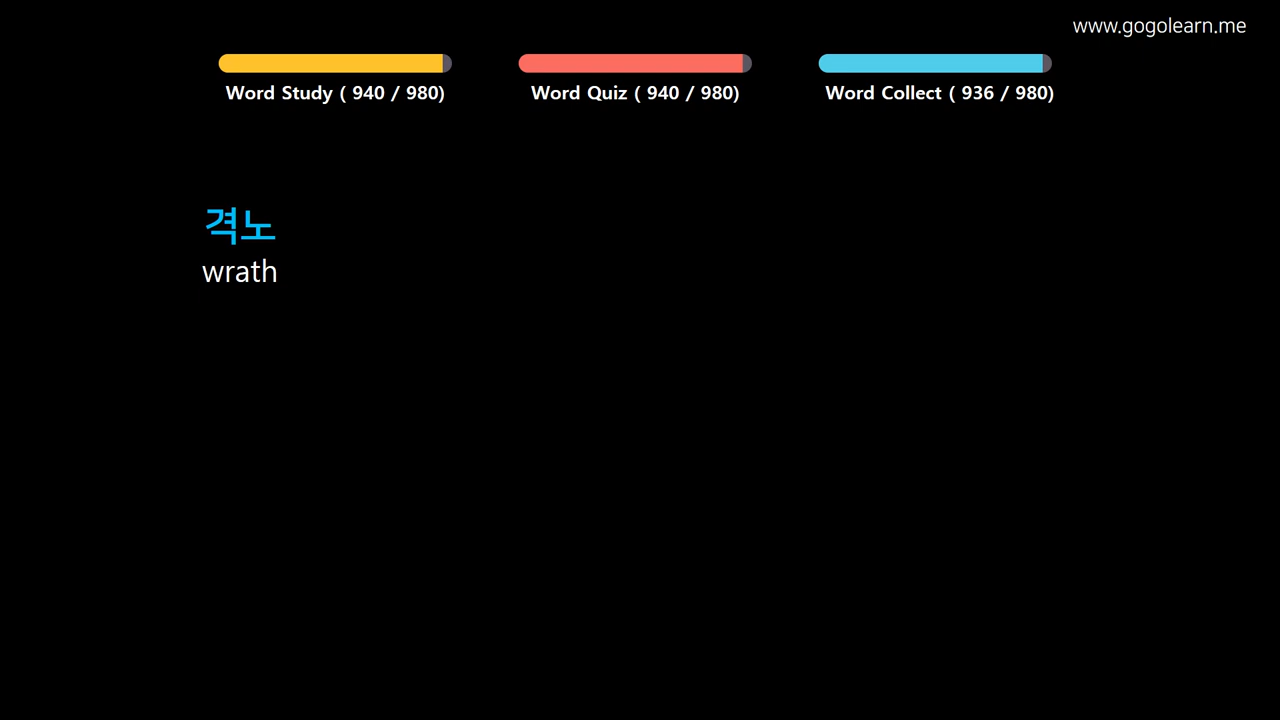 www.gogolearn.me
Word Study ( 940 / 980)
Word Quiz ( 940 / 980)
Word Collect ( 936 / 980)
격노
wrath